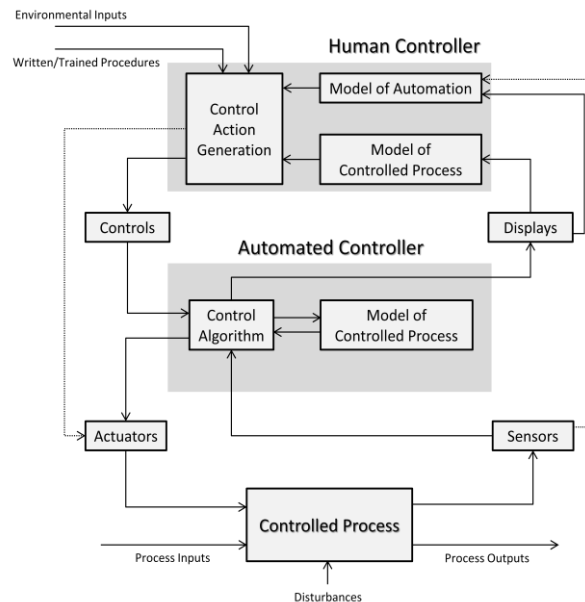 Environmental Inputs
Written/Trained Procedures
Human Controller
Control
Action
Generation
Model of Automation
Model of
Controlled Process
Controls
Displays
Automated Controller
Control
Algorithm
Model of
Controlled Process
Actuators
Sensors
Controlled Process
Process Inputs
Process Outputs
Disturbances